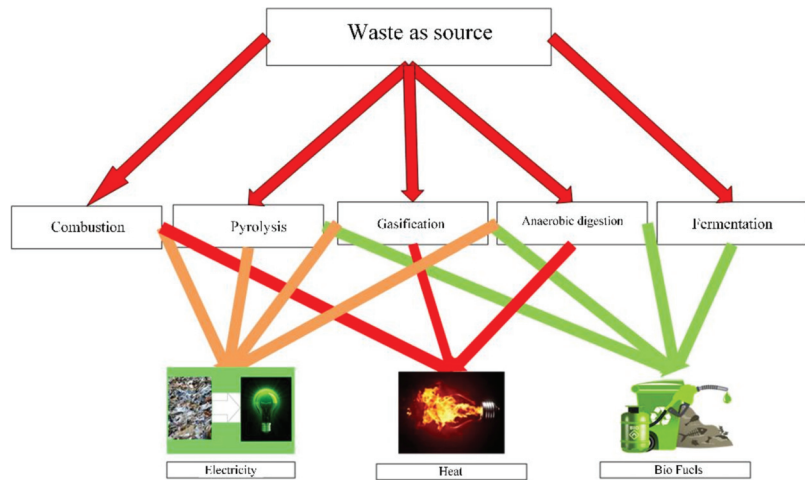 Waste as source
Combustion
Pyrolysis
Gasification
Anaerobic digestion
Fermentation
Electricity
Heat
Bio Fuels